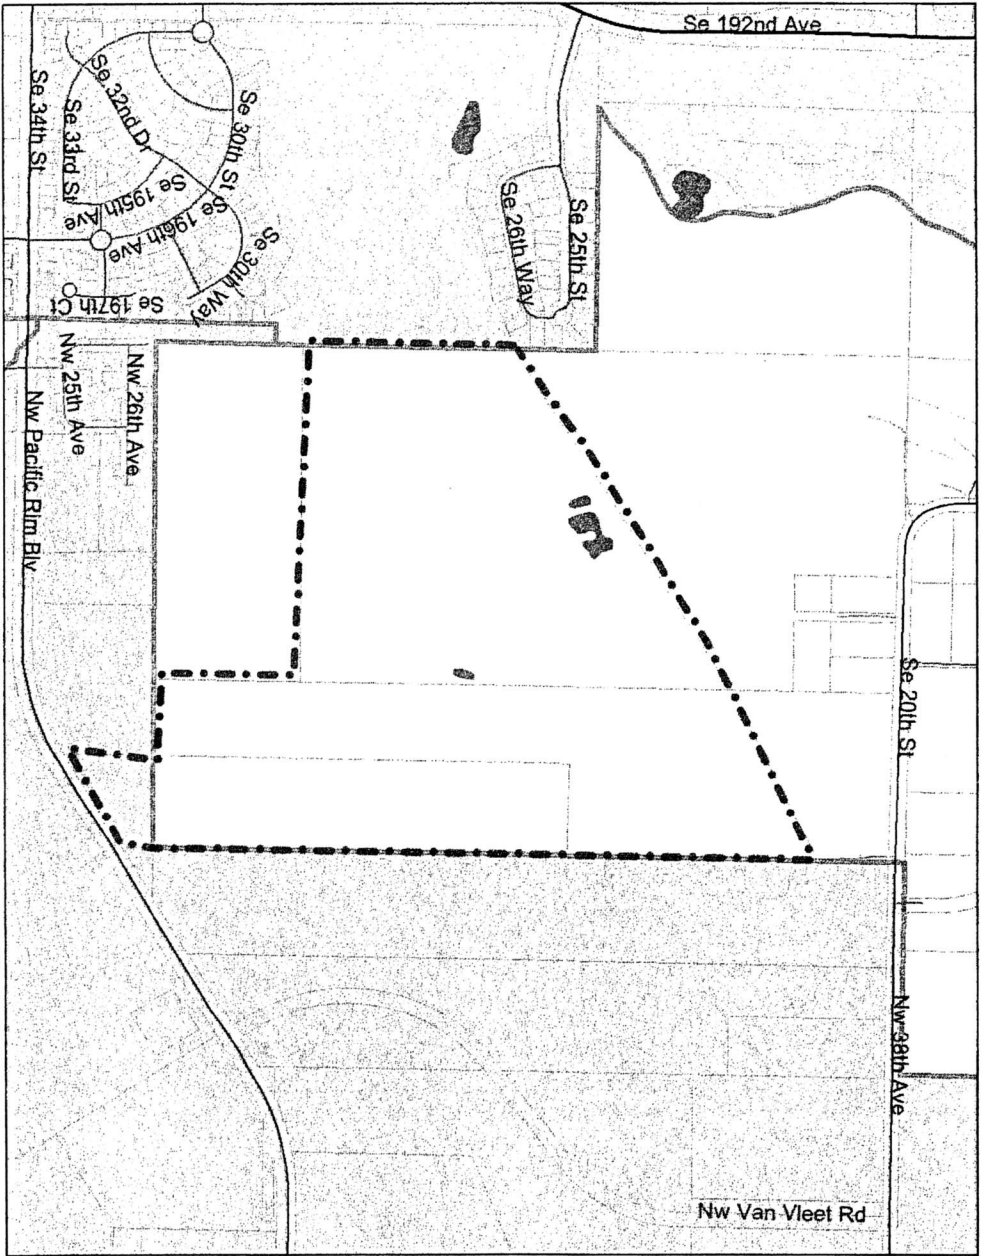 Se 192nd Ave
Se 34th St
Se 33rd St
Se 32nd Dr
Se 30th St
Se 195th Ave
Se 196th Ave
Se 30th Way
Se 197th Ct
Se 25th St
Se 26th Way
Nw 25th Ave
Nw 26th Ave
Nw Pacific Rim Blv
Se 20th St
Nw 38th Ave
Nw Van Vleet Rd